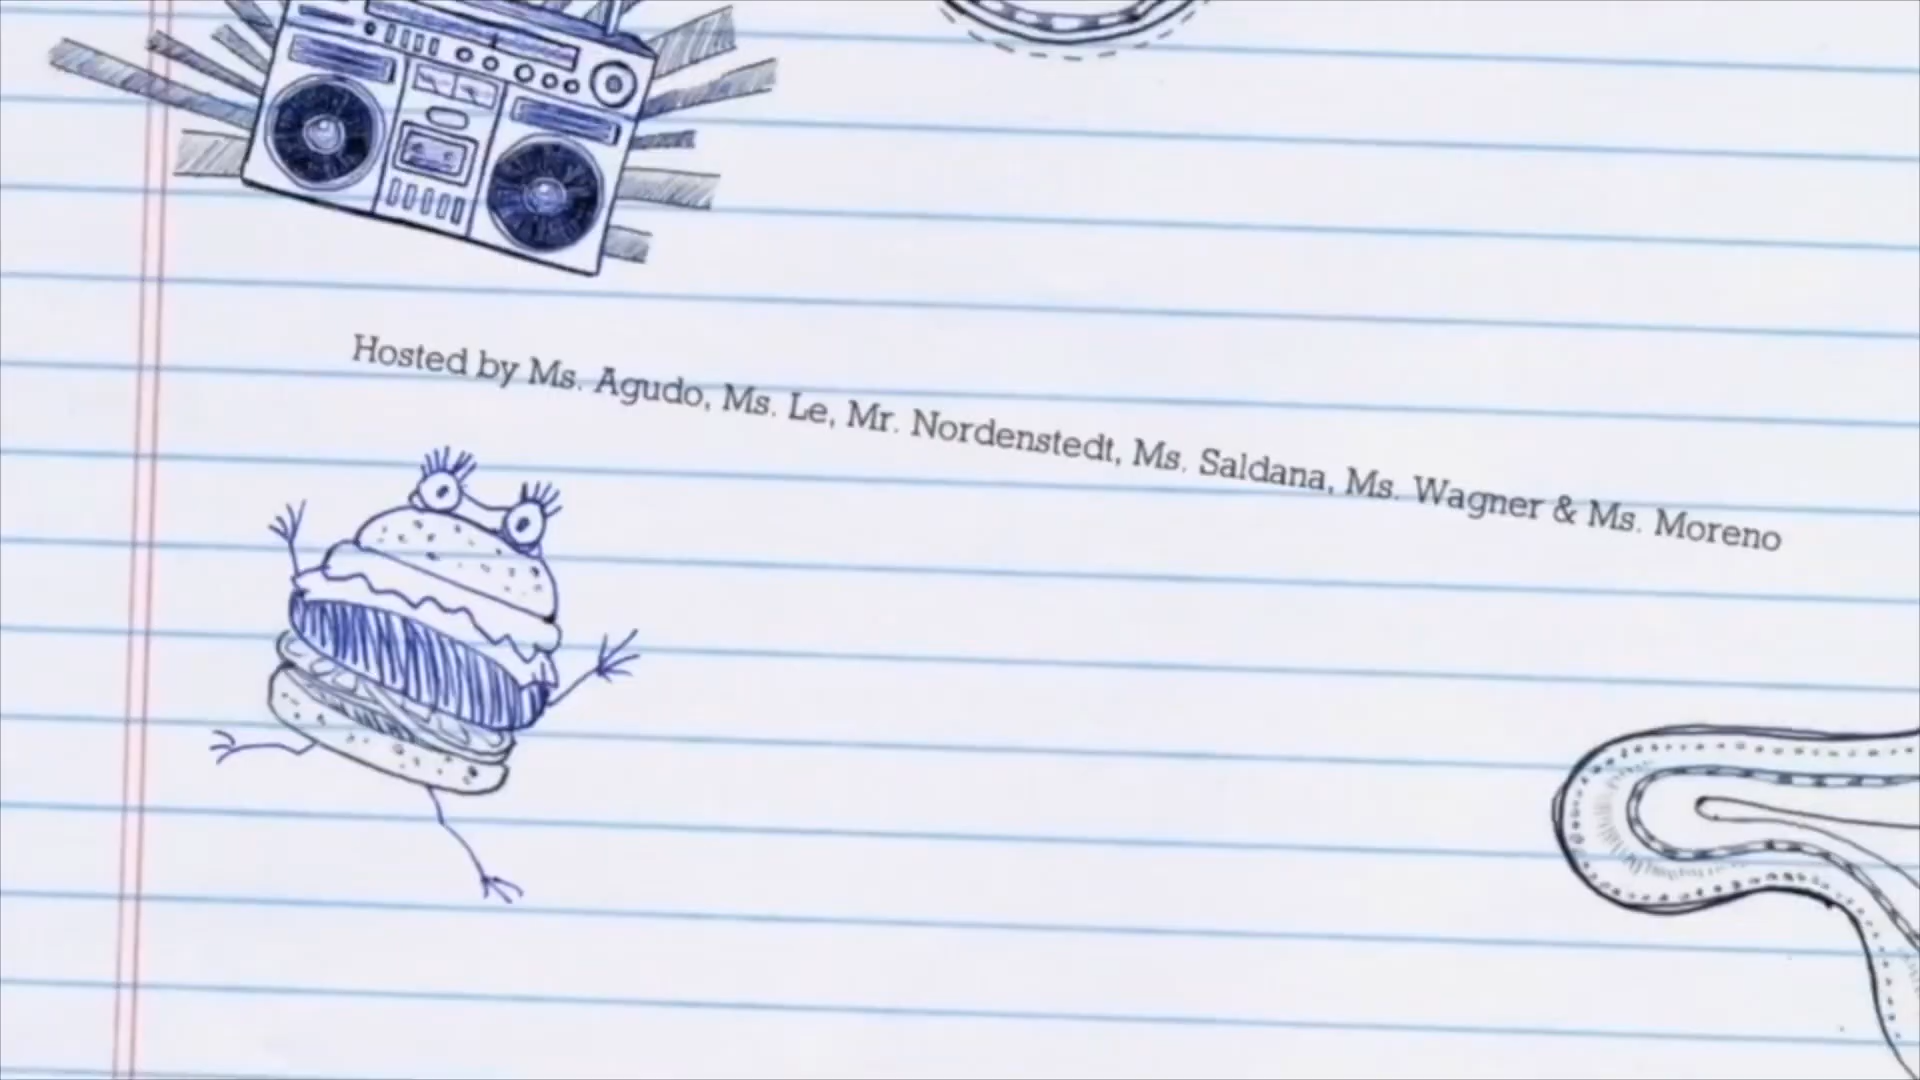 Hosted by Ms. Agudo, Ms. Le, Mr. Nordenstedt, Ms. Saldana, Ms. Wagner & Ms. Moreno